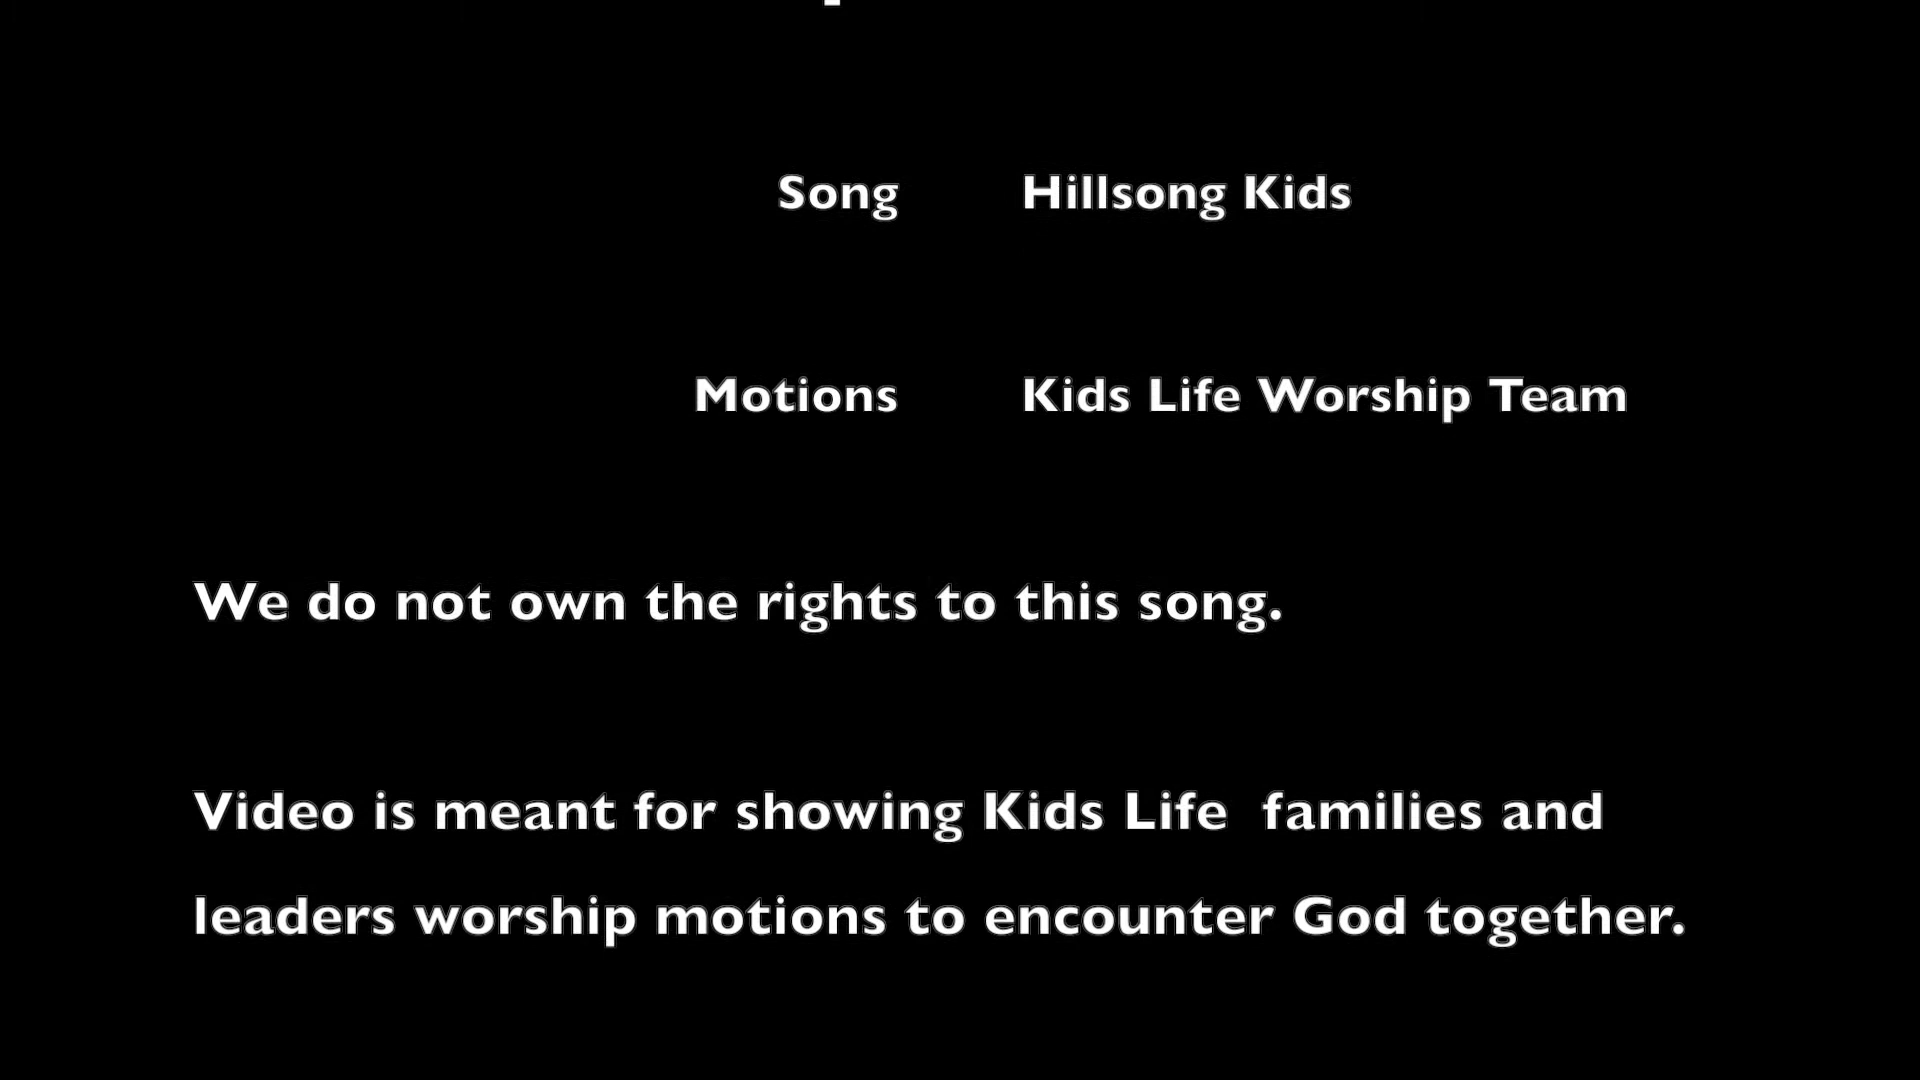 Song Hillsong Kids
Motions Kids Life Worship Team
We do not own the rights to this song.
Video is meant for showing Kids Life  families and
leaders worship motions to encounter God together.